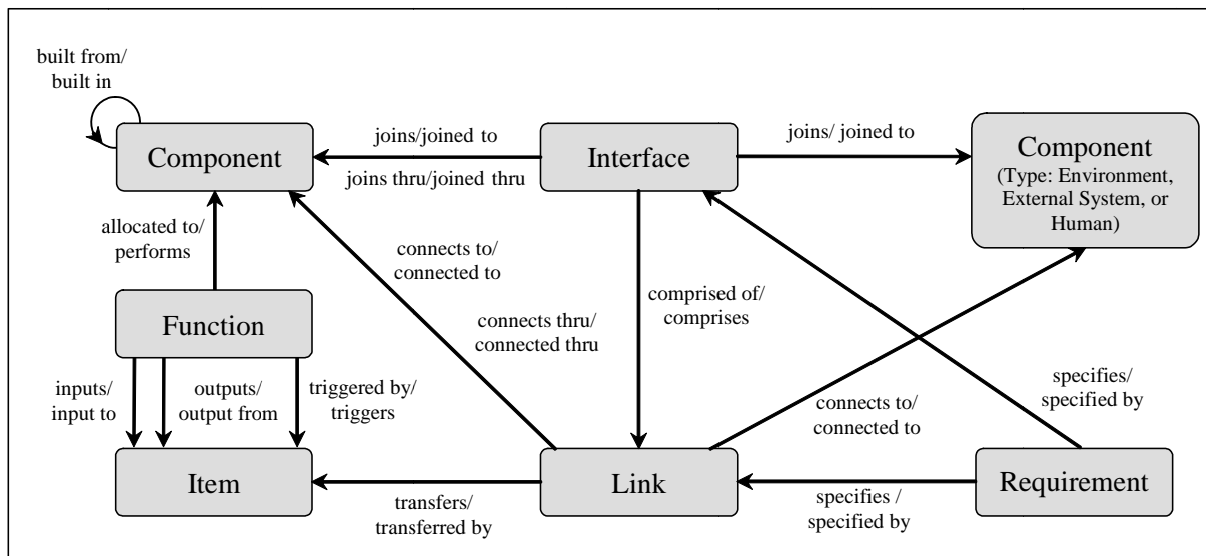 built from/
built in
Component
joins/joined to
joins thru/joined thru
Interface
joins/ joined to
Component
(Type: Environment,
External System, or
Human)
allocated to/
performs
connects to/
connected to
comprised of/
comprises
Function
connects thru/
connected thru
inputs/
input to
outputs/
output from
triggered by/
triggers
specifies/
specified by
connects to/
connected to
Item
transfers/
transferred by
Link
specifies /
specified by
Requirement